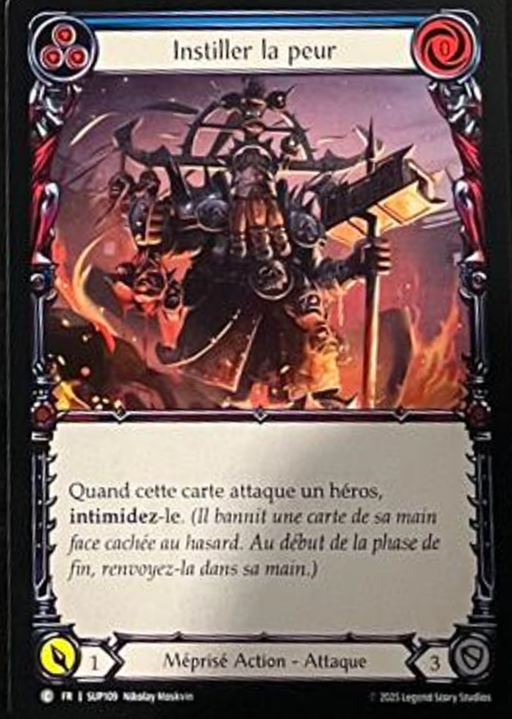 Instiller la peur
0
Quand cette carte attaque un héros,
intimidez-le. (Il bannit une carte de sa main
face cachée au hasard. Au début de la phase de
fin, renvoyez-la dans sa main.)
1
Méprisé Action - Attaque
3
C FR | SUP109 Nikolay Moskvin
© 2025 Legend Story Studios